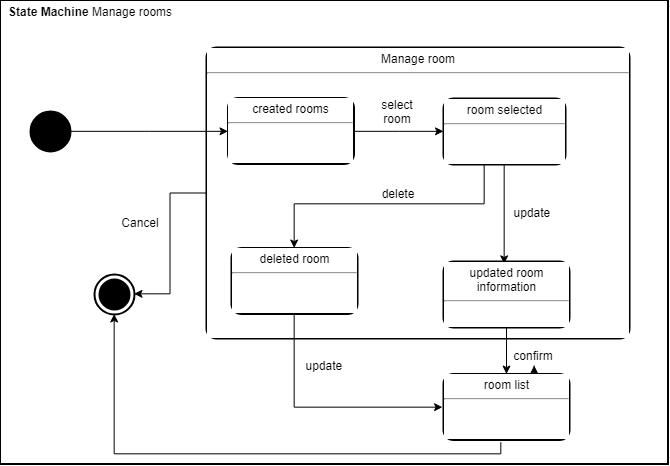 State Machine Manage rooms
Manage room
created rooms
select
room
room selected
delete
update
Cancel
deleted room
updated room
information
update
confirm
room list